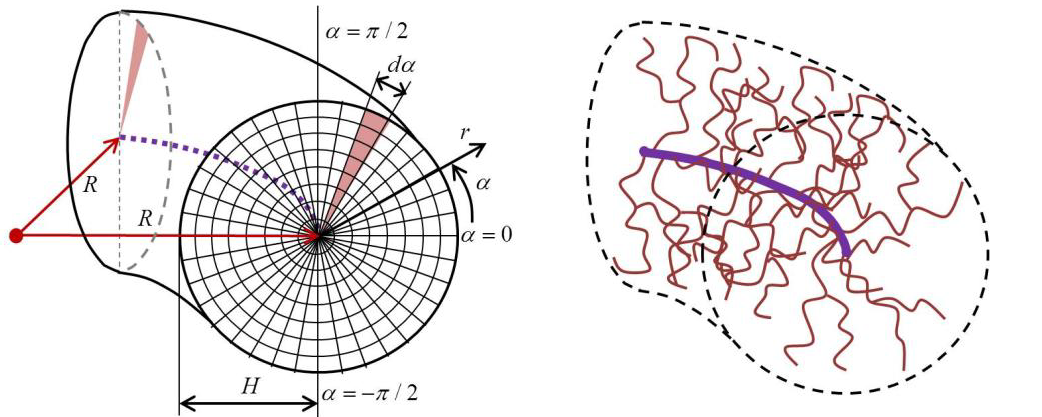 α = π / 2
dα
r
R
α
R
α = 0
H
α = −π / 2